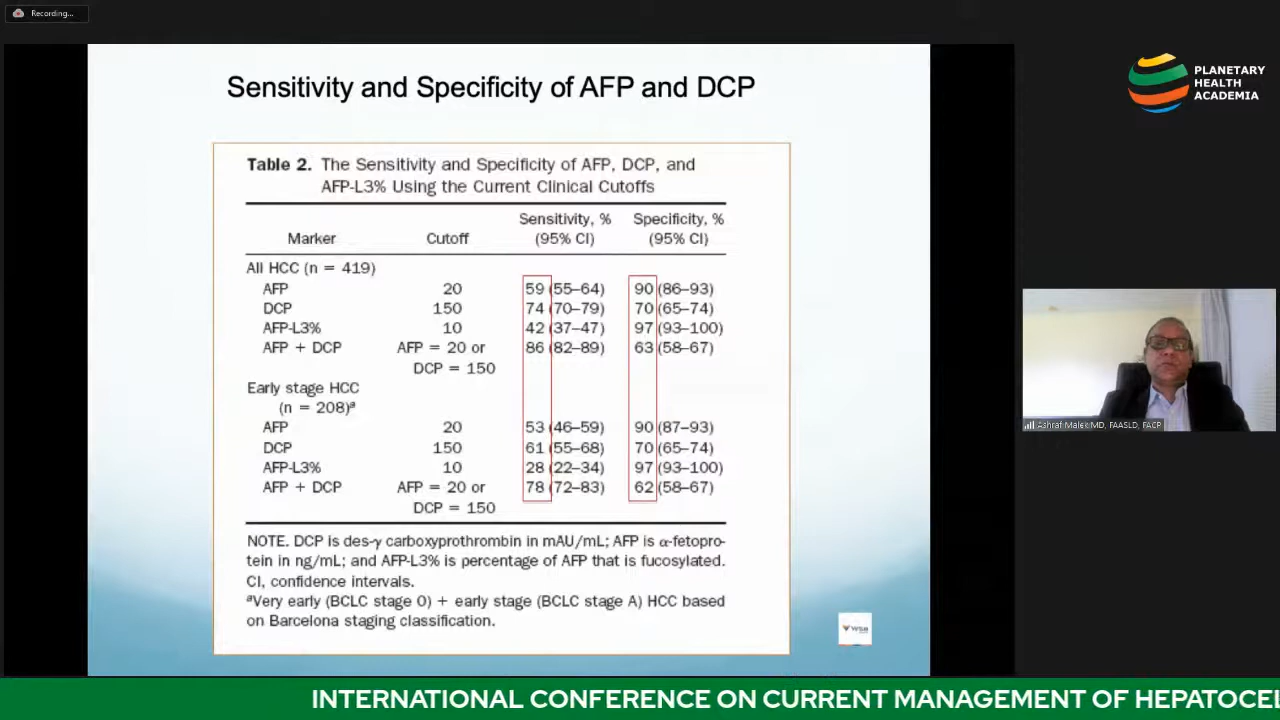 Recording...
PLANETARY
HEALTH
ACADEMIA
Sensitivity and Specificity of AFP and DCP
Table 2. The Sensitivity and Specificity of AFP, DCP, and
AFP-L3% Using the Current Clinical Cutoffs
Marker Cutoff Sensitivity, % (95% CI) Specificity, % (95% CI)
All HCC (n = 419)
AFP 20 59 (55–64) 90 (86–93)
DCP 150 74 (70–79) 70 (65–74)
AFP-L3% 10 42 (37–47) 97 (93–100)
AFP + DCP AFP = 20 or 86 (82–89) 63 (58–67)
DCP = 150
Early stage HCC
(n = 208)ª
AFP 20 53 (46–59) 90 (87–93)
DCP 150 61 (55–68) 70 (65–74)
AFP-L3% 10 28 (22–34) 97 (93–100)
AFP + DCP AFP = 20 or 78 (72–83) 62 (58–67)
DCP = 150
NOTE. DCP is des-γ carboxyprothrombin in mAU/mL; AFP is α-fetopro-
tein in ng/mL; and AFP-L3% is percentage of AFP that is fucosylated.
CI, confidence intervals.
ªVery early (BCLC stage 0) + early stage (BCLC stage A) HCC based
on Barcelona staging classification.
Ashraf Malek MD, FAASLD, FACP
INTERNATIONAL CONFERENCE ON CURRENT MANAGEMENT OF HEPATOCEL